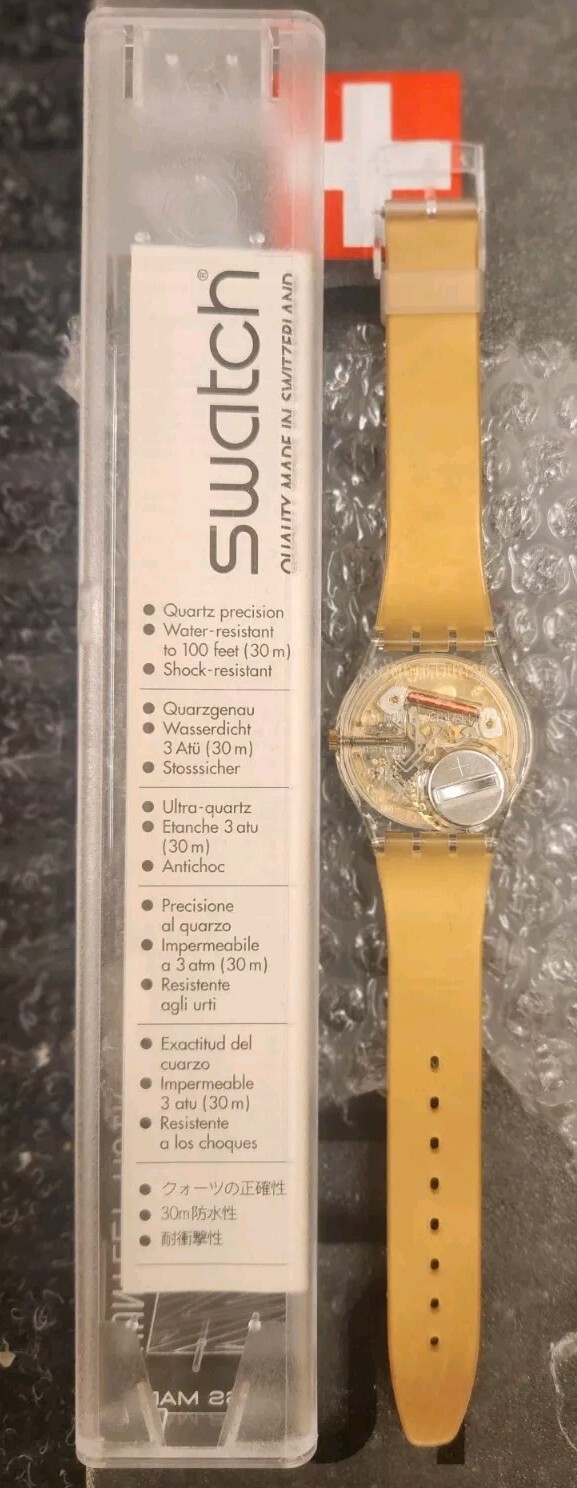 swatch®
QUALITY MADE IN SWITZERLAND
● Quartz precision
● Water-resistant
to 100 feet (30 m)
● Shock-resistant
● Quarzgenau
● Wasserdicht
3 Atü (30 m)
● Stosssicher
● Ultra-quartz
● Etanche 3 atu
(30 m)
● Antichoc
● Precisione
al quarzo
● Impermeabile
a 3 atm (30 m)
● Resistente
agli urti
● Exactitud del
cuarzo
● Impermeable
3 atu (30 m)
● Resistente
a los choques
● クォーツの正確性
● 30m防水性
● 耐衝撃性